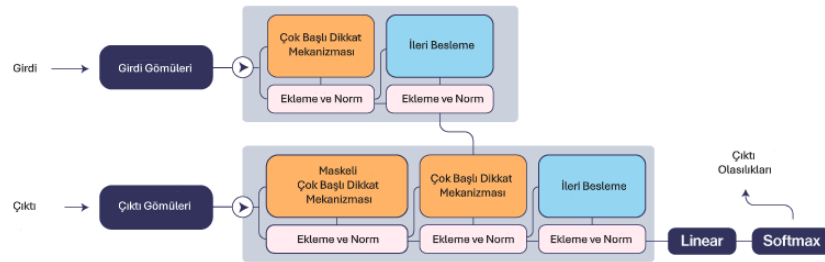 Girdi
Girdi Gömüleri
Çok Başlı Dikkat
Mekanizması
İleri Besleme
Ekleme ve Norm
Ekleme ve Norm
Çıktı
Çıktı Gömüleri
Maskeli
Çok Başlı Dikkat
Mekanizması
Çok Başlı Dikkat
Mekanizması
İleri Besleme
Ekleme ve Norm
Ekleme ve Norm
Ekleme ve Norm
Linear
Softmax
Çıktı
Olasılıkları